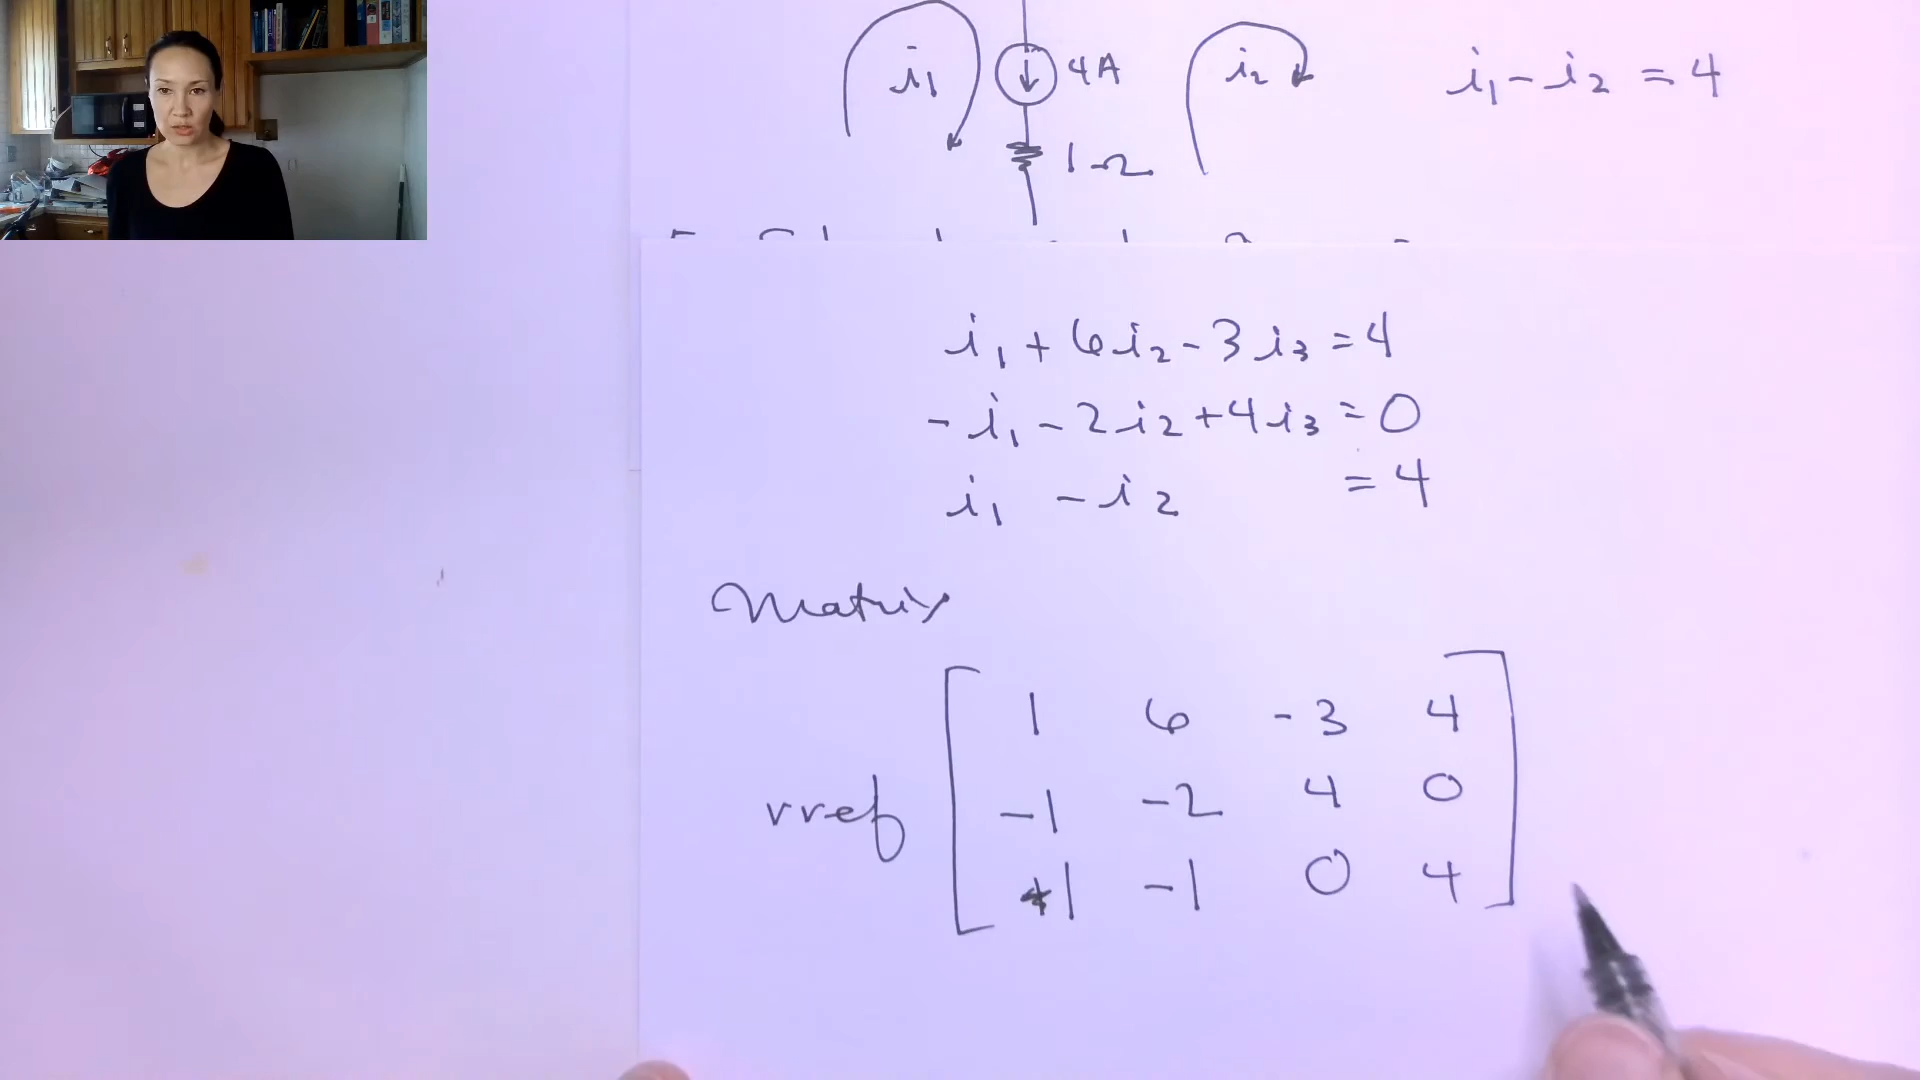 i₁ 4A i₂ i₁ - i₂ = 4
1Ω
i₁ + 6i₂ - 3i₃ = 4
-i₁ - 2i₂ + 4i₃ = 0
i₁ - i₂ = 4
Matrix
1 6 -3 4
rref -1 -2 4 0
+1 -1 0 4